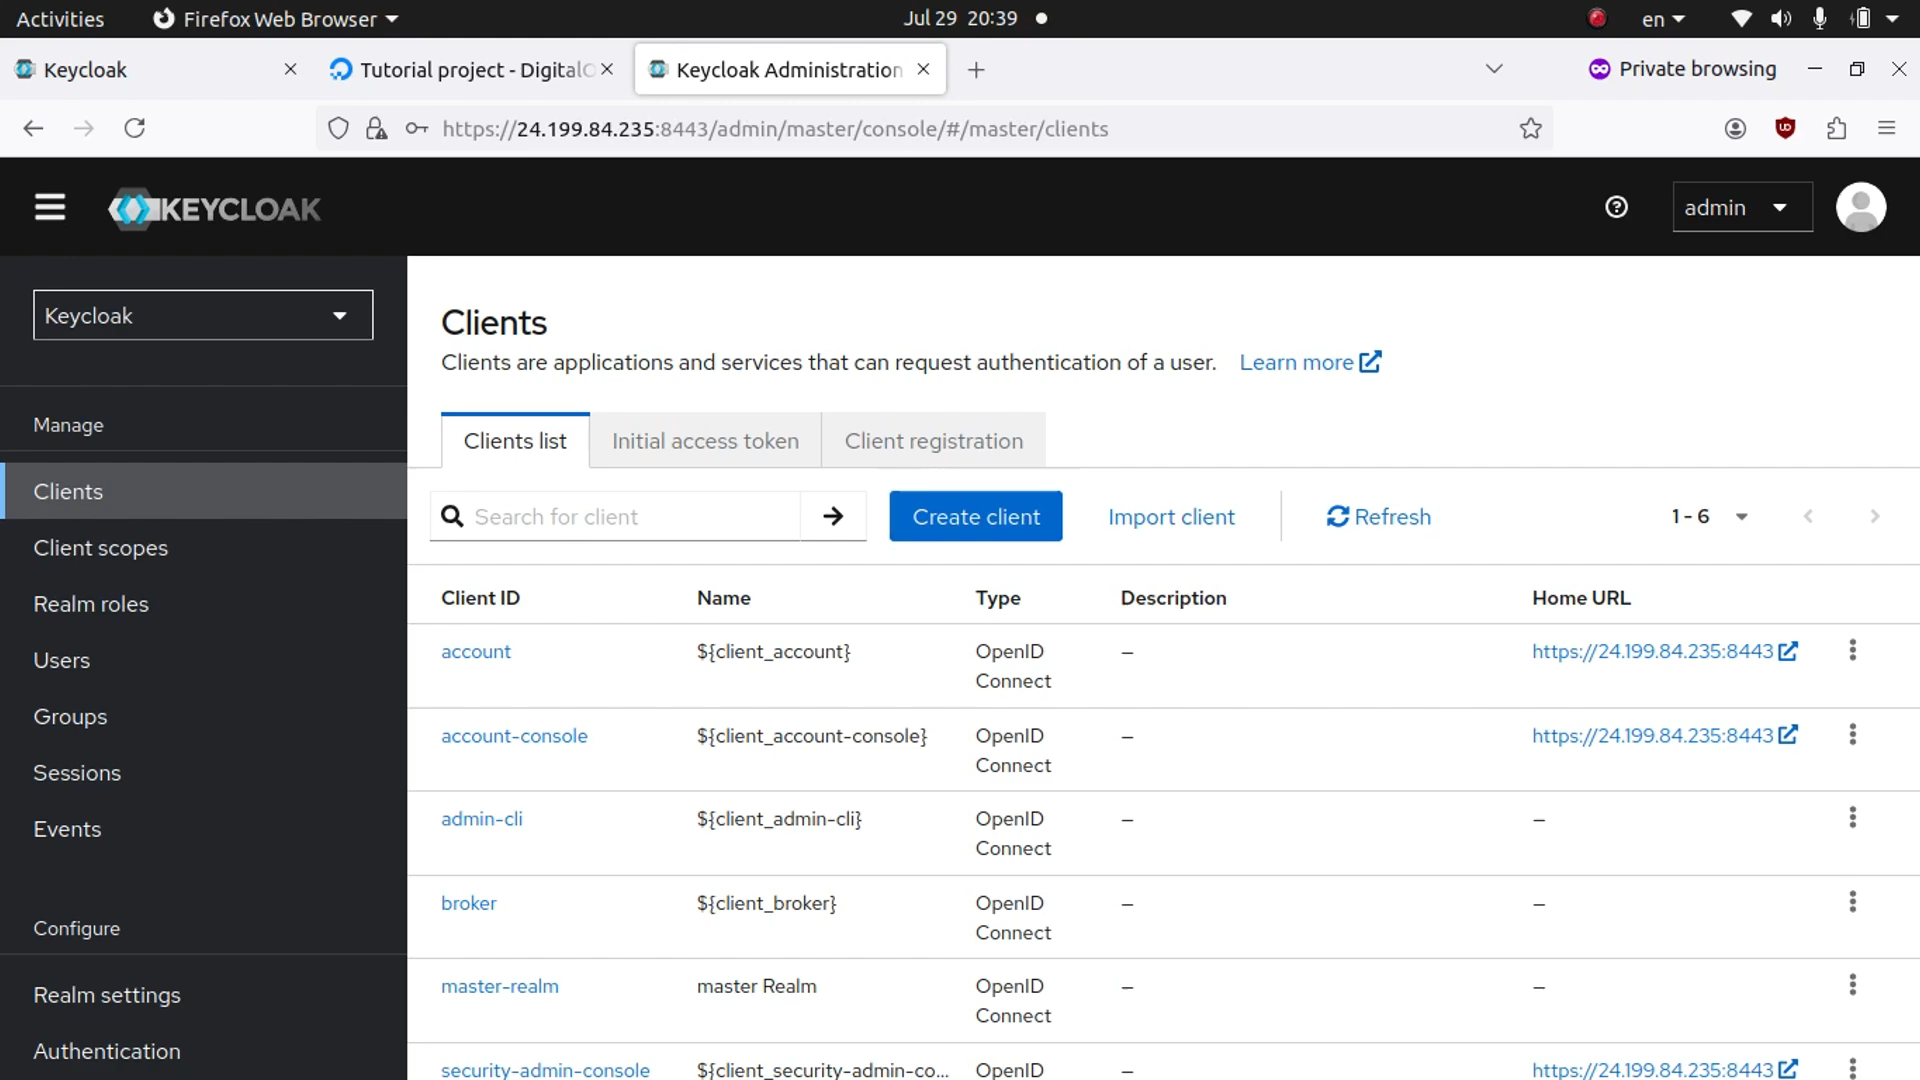 Activities
Firefox Web Browser
Jul 29 20:39
en
Keycloak
Tutorial project - Digital
Keycloak Administration
Private browsing
https://24.199.84.235:8443/admin/master/console/#/master/clients
KEYCLOAK
admin
Keycloak
Manage
Clients
Client scopes
Realm roles
Users
Groups
Sessions
Events
Configure
Realm settings
Authentication
Clients
Clients are applications and services that can request authentication of a user. Learn more
Clients list
Initial access token
Client registration
Search for client
Create client
Import client
Refresh
1 - 6
Client ID Name Type Description Home URL
account ${client_account} OpenID – https://24.199.84.235:8443
Connect
account-console ${client_account-console} OpenID – https://24.199.84.235:8443
Connect
admin-cli ${client_admin-cli} OpenID – –
Connect
broker ${client_broker} OpenID – –
Connect
master-realm master Realm OpenID – –
Connect
security-admin-console ${client_security-admin-co... OpenID – https://24.199.84.235:8443